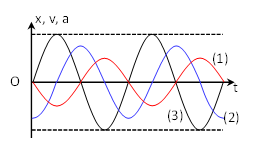 x, v, a
(1)
O
t
(3)
(2)